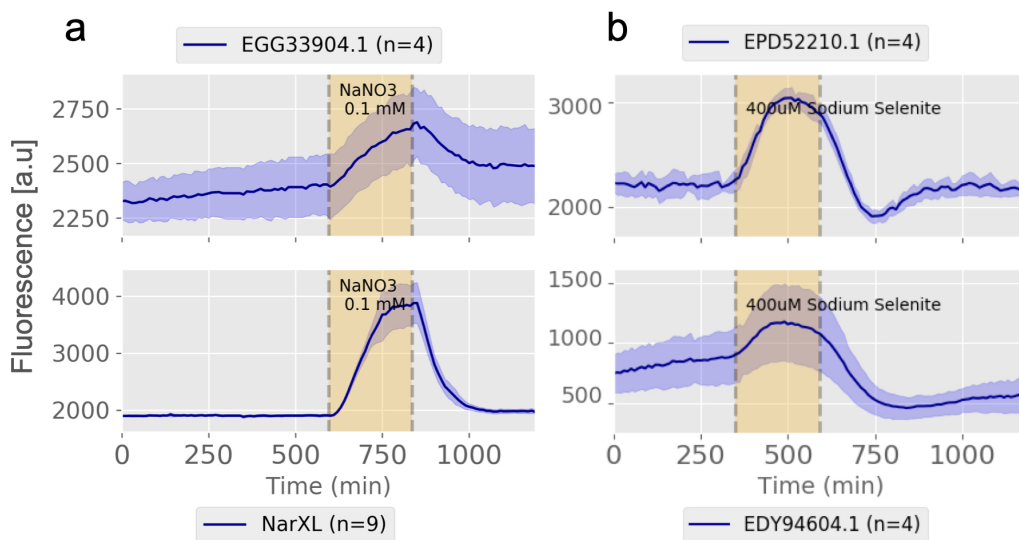 a
EGG33904.1 (n=4)
b
EPD52210.1 (n=4)
Fluorescence [a.u]
2750
2500
2250
NaNO3
0.1 mM
3000
2000
400uM Sodium Selenite
4000
3000
2000
NaNO3
0.1 mM
0
250
500
750
1000
Time (min)
NarXL (n=9)
1500
1000
500
400uM Sodium Selenite
0
250
500
750
1000
Time (min)
EDY94604.1 (n=4)